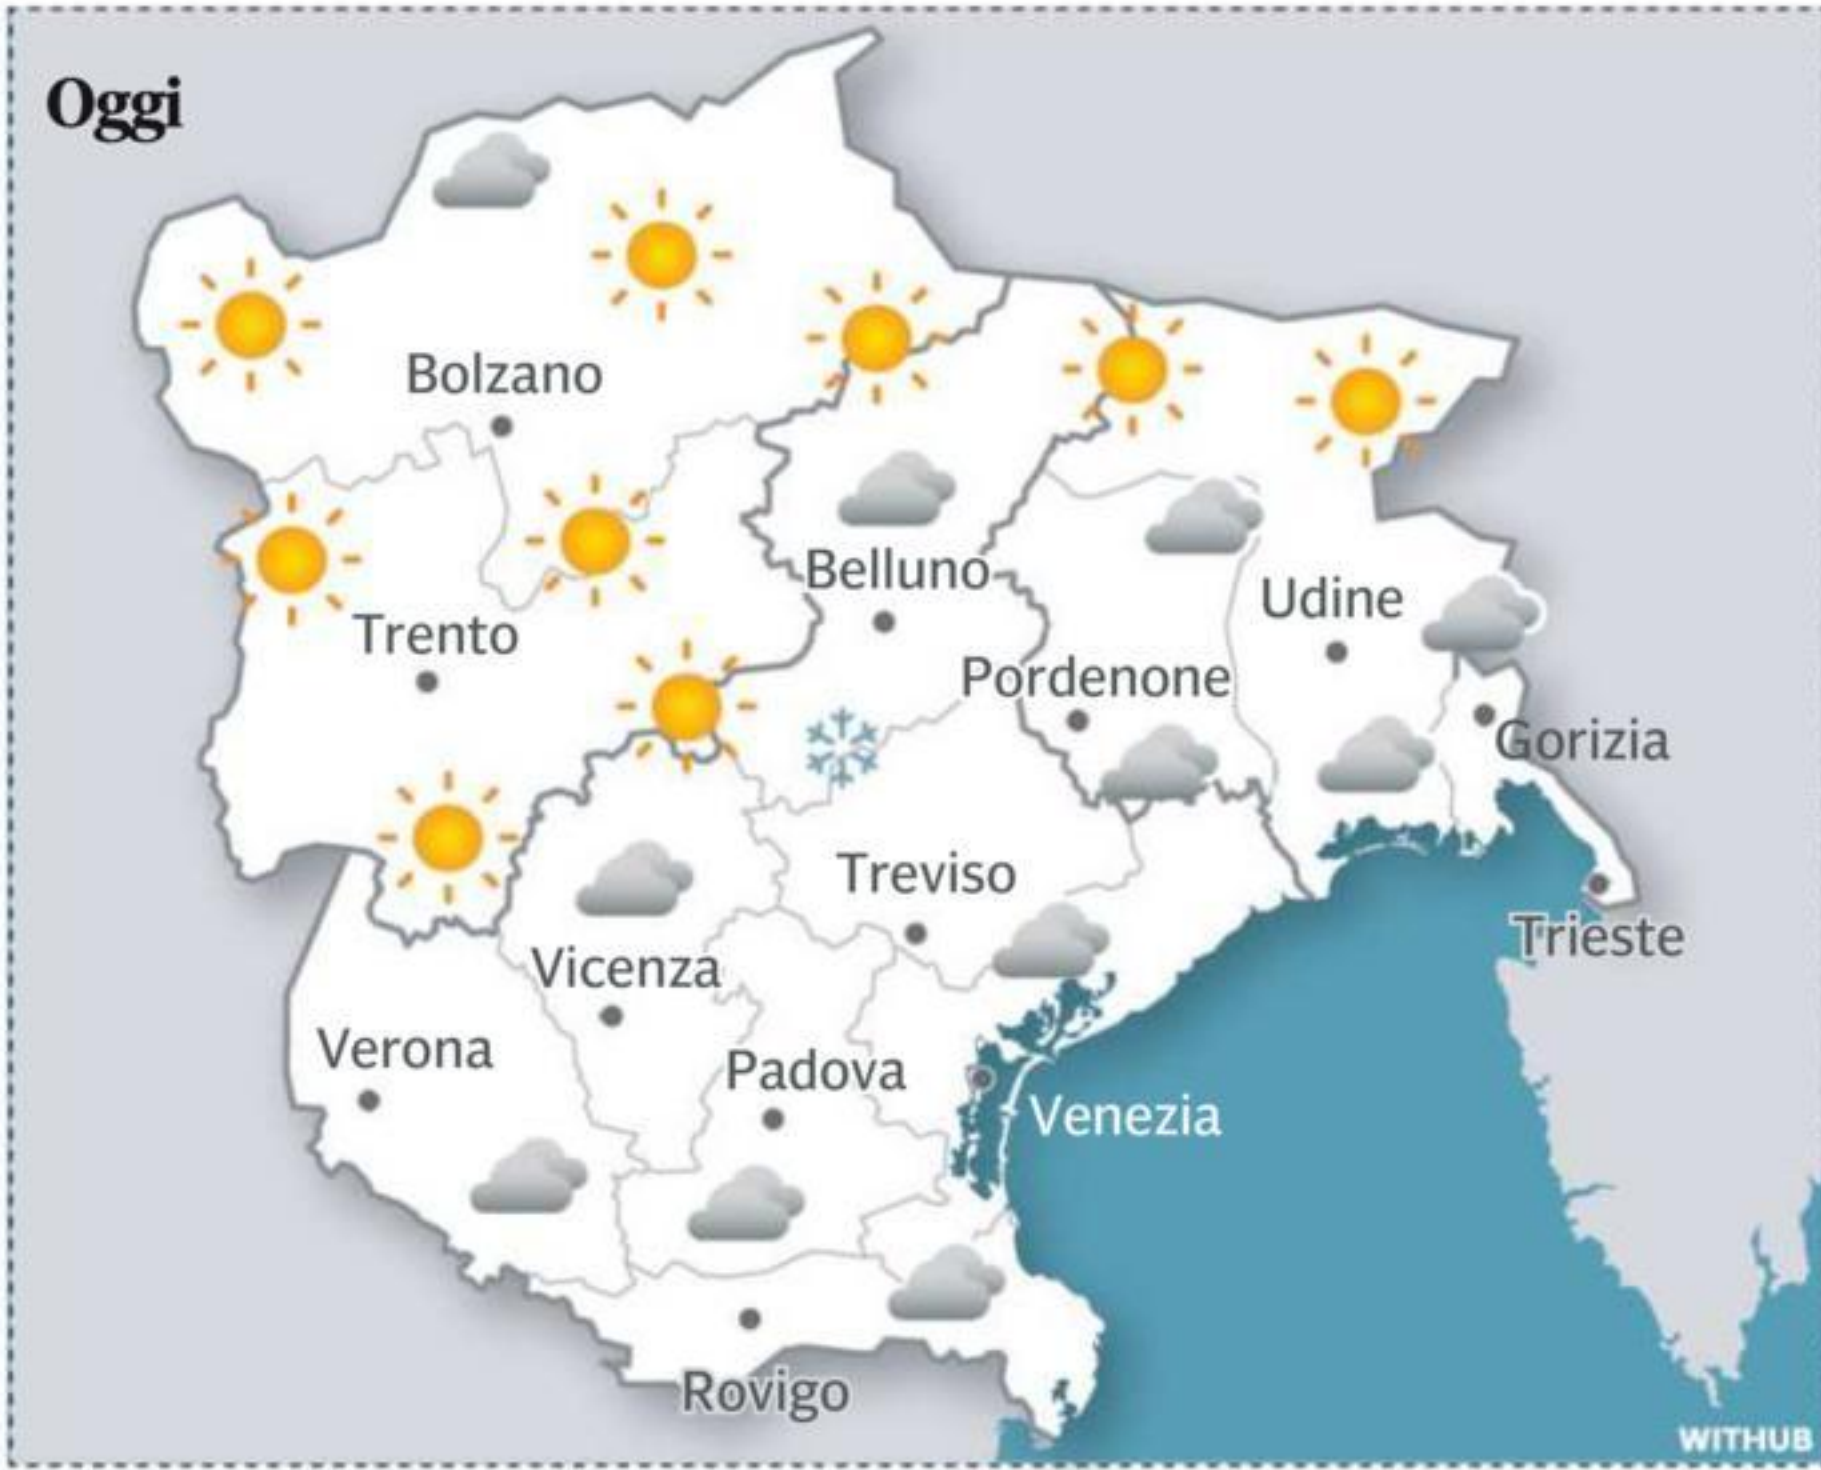 Oggi
Bolzano
Belluno
Udine
Trento
Pordenone
Gorizia
Treviso
Trieste
Vicenza
Verona
Padova
Venezia
Rovigo
WITHUB